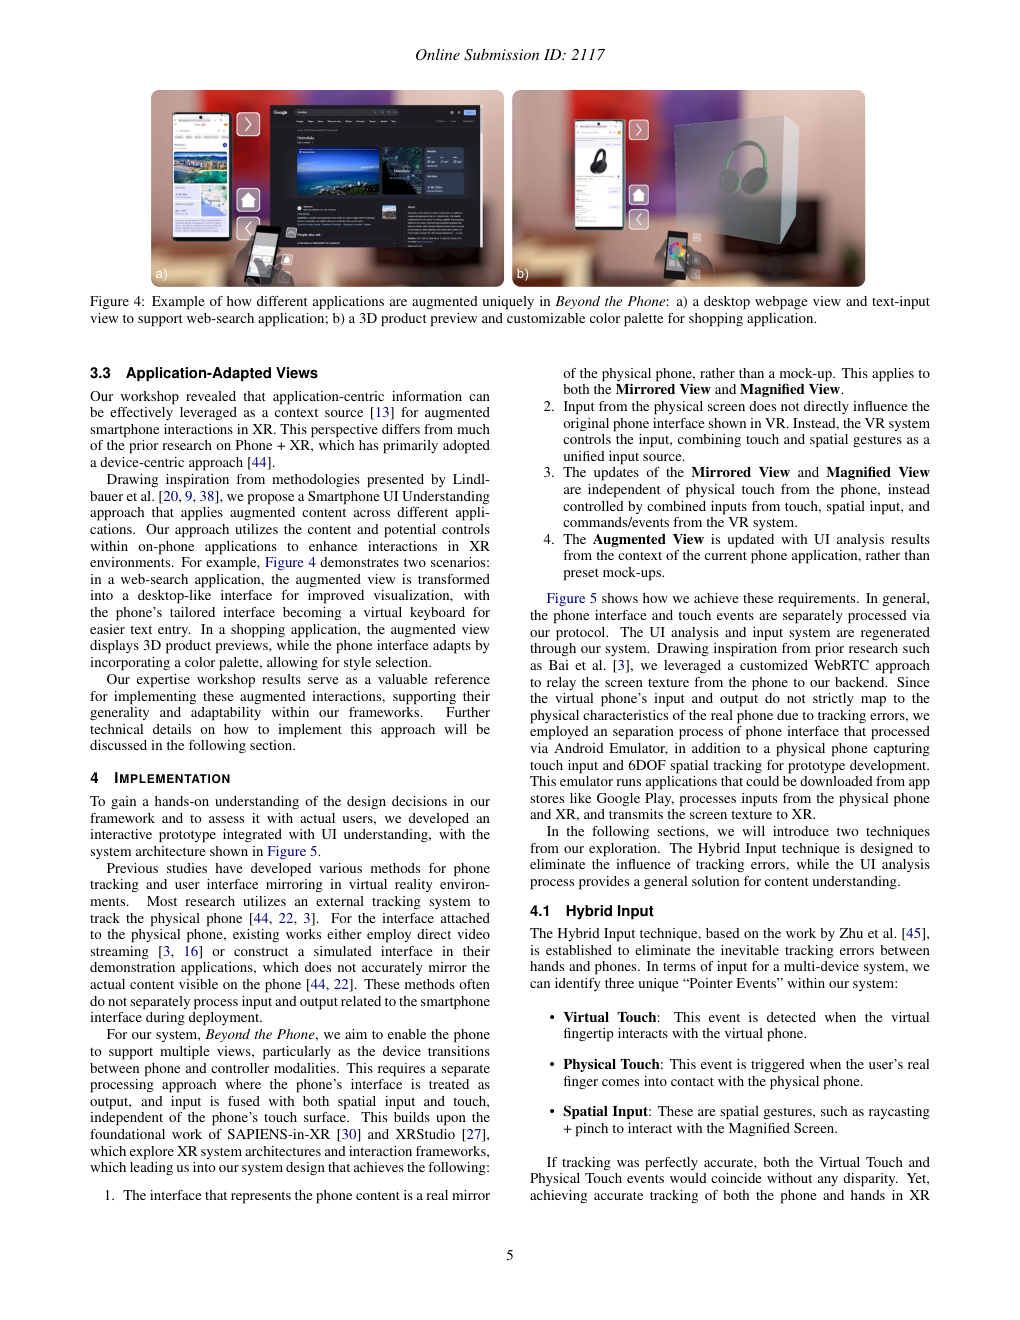 Online Submission ID: 2117
Google
Honolulu
People also ask
a)
b)
Figure 4: Example of how different applications are augmented uniquely in Beyond the Phone: a) a desktop webpage view and text-input
view to support web-search application; b) a 3D product preview and customizable color palette for shopping application.
3.3 Application-Adapted Views
Our workshop revealed that application-centric information can
be effectively leveraged as a context source [13] for augmented
smartphone interactions in XR. This perspective differs from much
of the prior research on Phone + XR, which has primarily adopted
a device-centric approach [44].
Drawing inspiration from methodologies presented by Lindl-
bauer et al. [20, 9, 38], we propose a Smartphone UI Understanding
approach that applies augmented content across different appli-
cations. Our approach utilizes the content and potential controls
within on-phone applications to enhance interactions in XR
environments. For example, Figure 4 demonstrates two scenarios:
in a web-search application, the augmented view is transformed
into a desktop-like interface for improved visualization, with
the phone's tailored interface becoming a virtual keyboard for
easier text entry. In a shopping application, the augmented view
displays 3D product previews, while the phone interface adapts by
incorporating a color palette, allowing for style selection.
Our expertise workshop results serve as a valuable reference
for implementing these augmented interactions, supporting their
generality and adaptability within our frameworks. Further
technical details on how to implement this approach will be
discussed in the following section.
4 IMPLEMENTATION
To gain a hands-on understanding of the design decisions in our
framework and to assess it with actual users, we developed an
interactive prototype integrated with UI understanding, with the
system architecture shown in Figure 5.
Previous studies have developed various methods for phone
tracking and user interface mirroring in virtual reality environ-
ments. Most research utilizes an external tracking system to
track the physical phone [44, 22, 3]. For the interface attached
to the physical phone, existing works either employ direct video
streaming [3, 16] or construct a simulated interface in their
demonstration applications, which does not accurately mirror the
actual content visible on the phone [44, 22]. These methods often
do not separately process input and output related to the smartphone
interface during deployment.
For our system, Beyond the Phone, we aim to enable the phone
to support multiple views, particularly as the device transitions
between phone and controller modalities. This requires a separate
processing approach where the phone's interface is treated as
output, and input is fused with both spatial input and touch,
independent of the phone's touch surface. This builds upon the
foundational work of SAPIENS-in-XR [30] and XRStudio [27],
which explore XR system architectures and interaction frameworks,
which leading us into our system design that achieves the following:
1. The interface that represents the phone content is a real mirror
of the physical phone, rather than a mock-up. This applies to
both the Mirrored View and Magnified View.
2. Input from the physical screen does not directly influence the
original phone interface shown in VR. Instead, the VR system
controls the input, combining touch and spatial gestures as a
unified input source.
3. The updates of the Mirrored View and Magnified View
are independent of physical touch from the phone, instead
controlled by combined inputs from touch, spatial input, and
commands/events from the VR system.
4. The Augmented View is updated with UI analysis results
from the context of the current phone application, rather than
preset mock-ups.
Figure 5 shows how we achieve these requirements. In general,
the phone interface and touch events are separately processed via
our protocol. The UI analysis and input system are regenerated
through our system. Drawing inspiration from prior research such
as Bai et al. [3], we leveraged a customized WebRTC approach
to relay the screen texture from the phone to our backend. Since
the virtual phone's input and output do not strictly map to the
physical characteristics of the real phone due to tracking errors, we
employed an separation process of phone interface that processed
via Android Emulator, in addition to a physical phone capturing
touch input and 6DOF spatial tracking for prototype development.
This emulator runs applications that could be downloaded from app
stores like Google Play, processes inputs from the physical phone
and XR, and transmits the screen texture to XR.
In the following sections, we will introduce two techniques
from our exploration. The Hybrid Input technique is designed to
eliminate the influence of tracking errors, while the UI analysis
process provides a general solution for content understanding.
4.1 Hybrid Input
The Hybrid Input technique, based on the work by Zhu et al. [45],
is established to eliminate the inevitable tracking errors between
hands and phones. In terms of input for a multi-device system, we
can identify three unique “Pointer Events” within our system:
• Virtual Touch: This event is detected when the virtual
fingertip interacts with the virtual phone.
• Physical Touch: This event is triggered when the user's real
finger comes into contact with the physical phone.
• Spatial Input: These are spatial gestures, such as raycasting
+ pinch to interact with the Magnified Screen.
If tracking was perfectly accurate, both the Virtual Touch and
Physical Touch events would coincide without any disparity. Yet,
achieving accurate tracking of both the phone and hands in XR
5